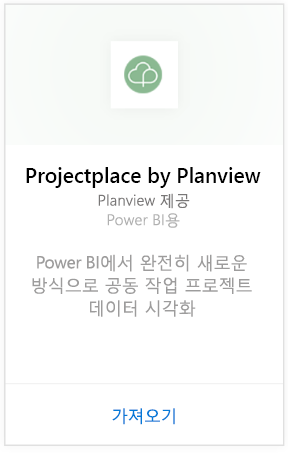 Projectplace by Planview
Planview 제공
Power BI용
Power BI에서 완전히 새로운
방식으로 공동 작업 프로젝트
데이터 시각화
가져오기